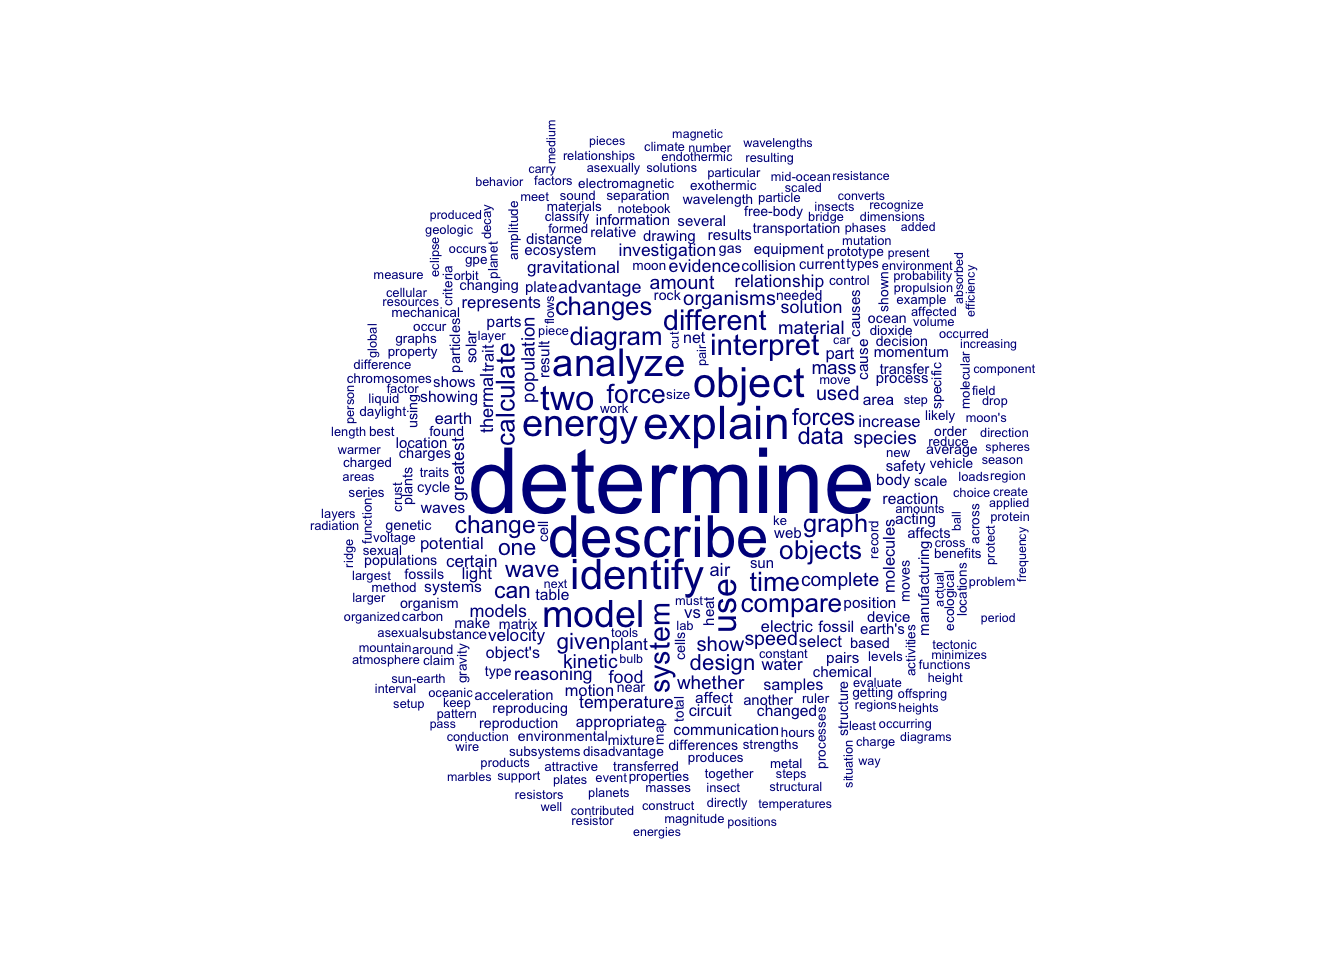 medium
pieces
magnetic
climate number
wavelengths
relationships
endothermic
resulting
carry
asexually
solutions
particular
mid-ocean
resistance
behavior
factors
electromagnetic
exothermic
scaled
converts
meet
sound
separation
wavelength
particle
insects
recognize
produced
decay
amplitude
materials
notebook
free-body
bridge
dimensions
geologic
classify
information
several
transportation
phases
added
formed
relative
drawing
results
mutation
eclipse
occurs
planet
distance
ecosystem
investigation
gas
equipment
prototype
present
gpe
gravitational
moon
evidence
collision
current
types
environment
absorbed
efficiency
measure
orbit
criteria
changing
plate
advantage
amount
relationship
control
shown
probability
propulsion
cellular
resources
represents
flows
changes
rock
organisms
needed
solution
causes
example
affected
mechanical
parts
piece
diagram
different
material
ocean
volume
global
occur
particles
solar
layer
cut
net
interpret
car
part
cause
dioxide
decision
occurred
graphs
property
trait
thermal
calculate
population
result
analyze
pair
object
mass
momentum
increasing
difference
move
transfer
specific
molecular
component
chromosomes
shows
process
person
factor
showing
two
force
size
used
area
step
field
liquid
using
work
drop
daylight
earth
energy
explain
forces
increase
likely
moon's
length
best
found
data
species
order
direction
location
greatest
new
reduce
warmer
charges
average
spheres
charged
determine
safety
vehicle
season
areas
crust
plants
traits
cycle
body
scale
loads
region
series
waves
reaction
choice
create
layers
function
change
cell
describe
ke
graph
record
amounts
acting
ball
across
applied
radiation
genetic
web
affects
cross
protein
voltage
potential
one
objects
molecules
manufacturing
benefits
protect
frequency
ridge
sexual
populations
certain
wave
identify
air
sun
moves
actual
problem
largest
fossils
light
next
time
complete
ecological
locations
method
systems
can
table
use
larger
organism
models
model
must
heat
compare
position
organized
carbon
make
matrix
system
vs
device
period
asexual
substance
velocity
given
tools
plant
lab
electric
fossil
earth's
activities
mountain
around
object's
cells
show
speed
select
based
tectonic
atmosphere
claim
gravity
kinetic
bulb
constant
pairs
levels
minimizes
sun-earth
type
reasoning
food
design
water
chemical
functions
interval
oceanic
acceleration
motion
near
whether
samples
structure
evaluate
height
setup
keep
reproducing
temperature
total
affect
another
ruler
getting
offspring
pattern
circuit
changed
regions
heights
pass
reproduction
appropriate
map
communication
hours
processes
least
occurring
conduction
environmental
mixture
differences
strengths
charge
diagrams
wire
subsystems
disadvantage
produces
situation
way
products
attractive
transferred
metal
marbles
support
plates
event
properties
together
steps
resistors
planets
masses
insect
structural
well
contributed
construct
directly
temperatures
resistor
magnitude
positions
energies